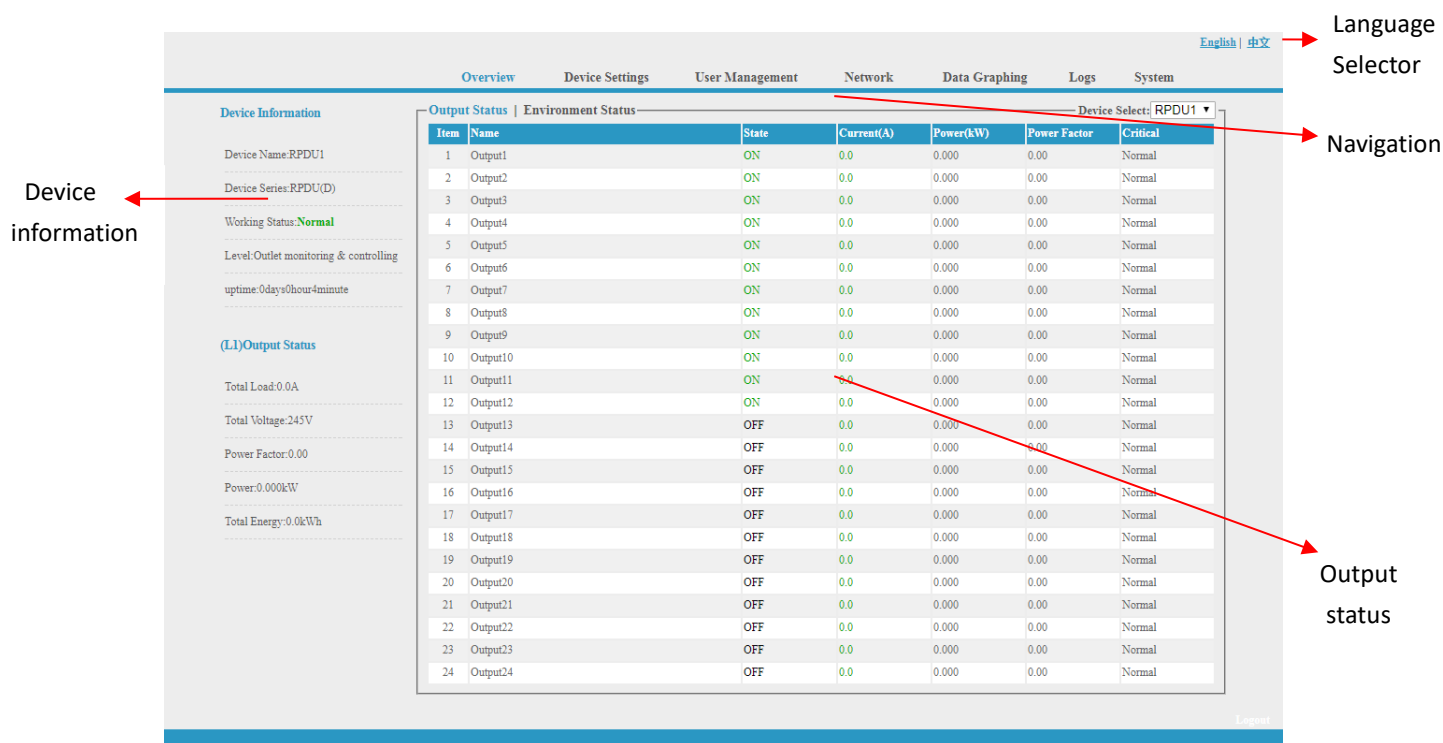 Language
Selector
English | 中文
Overview Device Settings User Management Network Data Graphing Logs System
Navigation
Device
information
Device Information
Device Name:RPDU1
Device Series:RPDU(D)
Working Status:Normal
Level:Outlet monitoring & controlling
uptime:0days0hour4minute
(L1)Output Status
Total Load:0.0A
Total Voltage:245V
Power Factor:0.00
Power:0.000kW
Total Energy:0.0kWh
Output Status | Environment Status Device Select: RPDU1
Item Name State Current(A) Power(kW) Power Factor Critical
1 Output1 ON 0.0 0.000 0.00 Normal
2 Output2 ON 0.0 0.000 0.00 Normal
3 Output3 ON 0.0 0.000 0.00 Normal
4 Output4 ON 0.0 0.000 0.00 Normal
5 Output5 ON 0.0 0.000 0.00 Normal
6 Output6 ON 0.0 0.000 0.00 Normal
7 Output7 ON 0.0 0.000 0.00 Normal
8 Output8 ON 0.0 0.000 0.00 Normal
9 Output9 ON 0.0 0.000 0.00 Normal
10 Output10 ON 0.0 0.000 0.00 Normal
11 Output11 ON 0.0 0.000 0.00 Normal
12 Output12 ON 0.0 0.000 0.00 Normal
13 Output13 OFF 0.0 0.000 0.00 Normal
14 Output14 OFF 0.0 0.000 0.00 Normal
15 Output15 OFF 0.0 0.000 0.00 Normal
16 Output16 OFF 0.0 0.000 0.00 Normal
17 Output17 OFF 0.0 0.000 0.00 Normal
18 Output18 OFF 0.0 0.000 0.00 Normal
19 Output19 OFF 0.0 0.000 0.00 Normal
20 Output20 OFF 0.0 0.000 0.00 Normal
21 Output21 OFF 0.0 0.000 0.00 Normal
22 Output22 OFF 0.0 0.000 0.00 Normal
23 Output23 OFF 0.0 0.000 0.00 Normal
24 Output24 OFF 0.0 0.000 0.00 Normal
Output
status
Logout